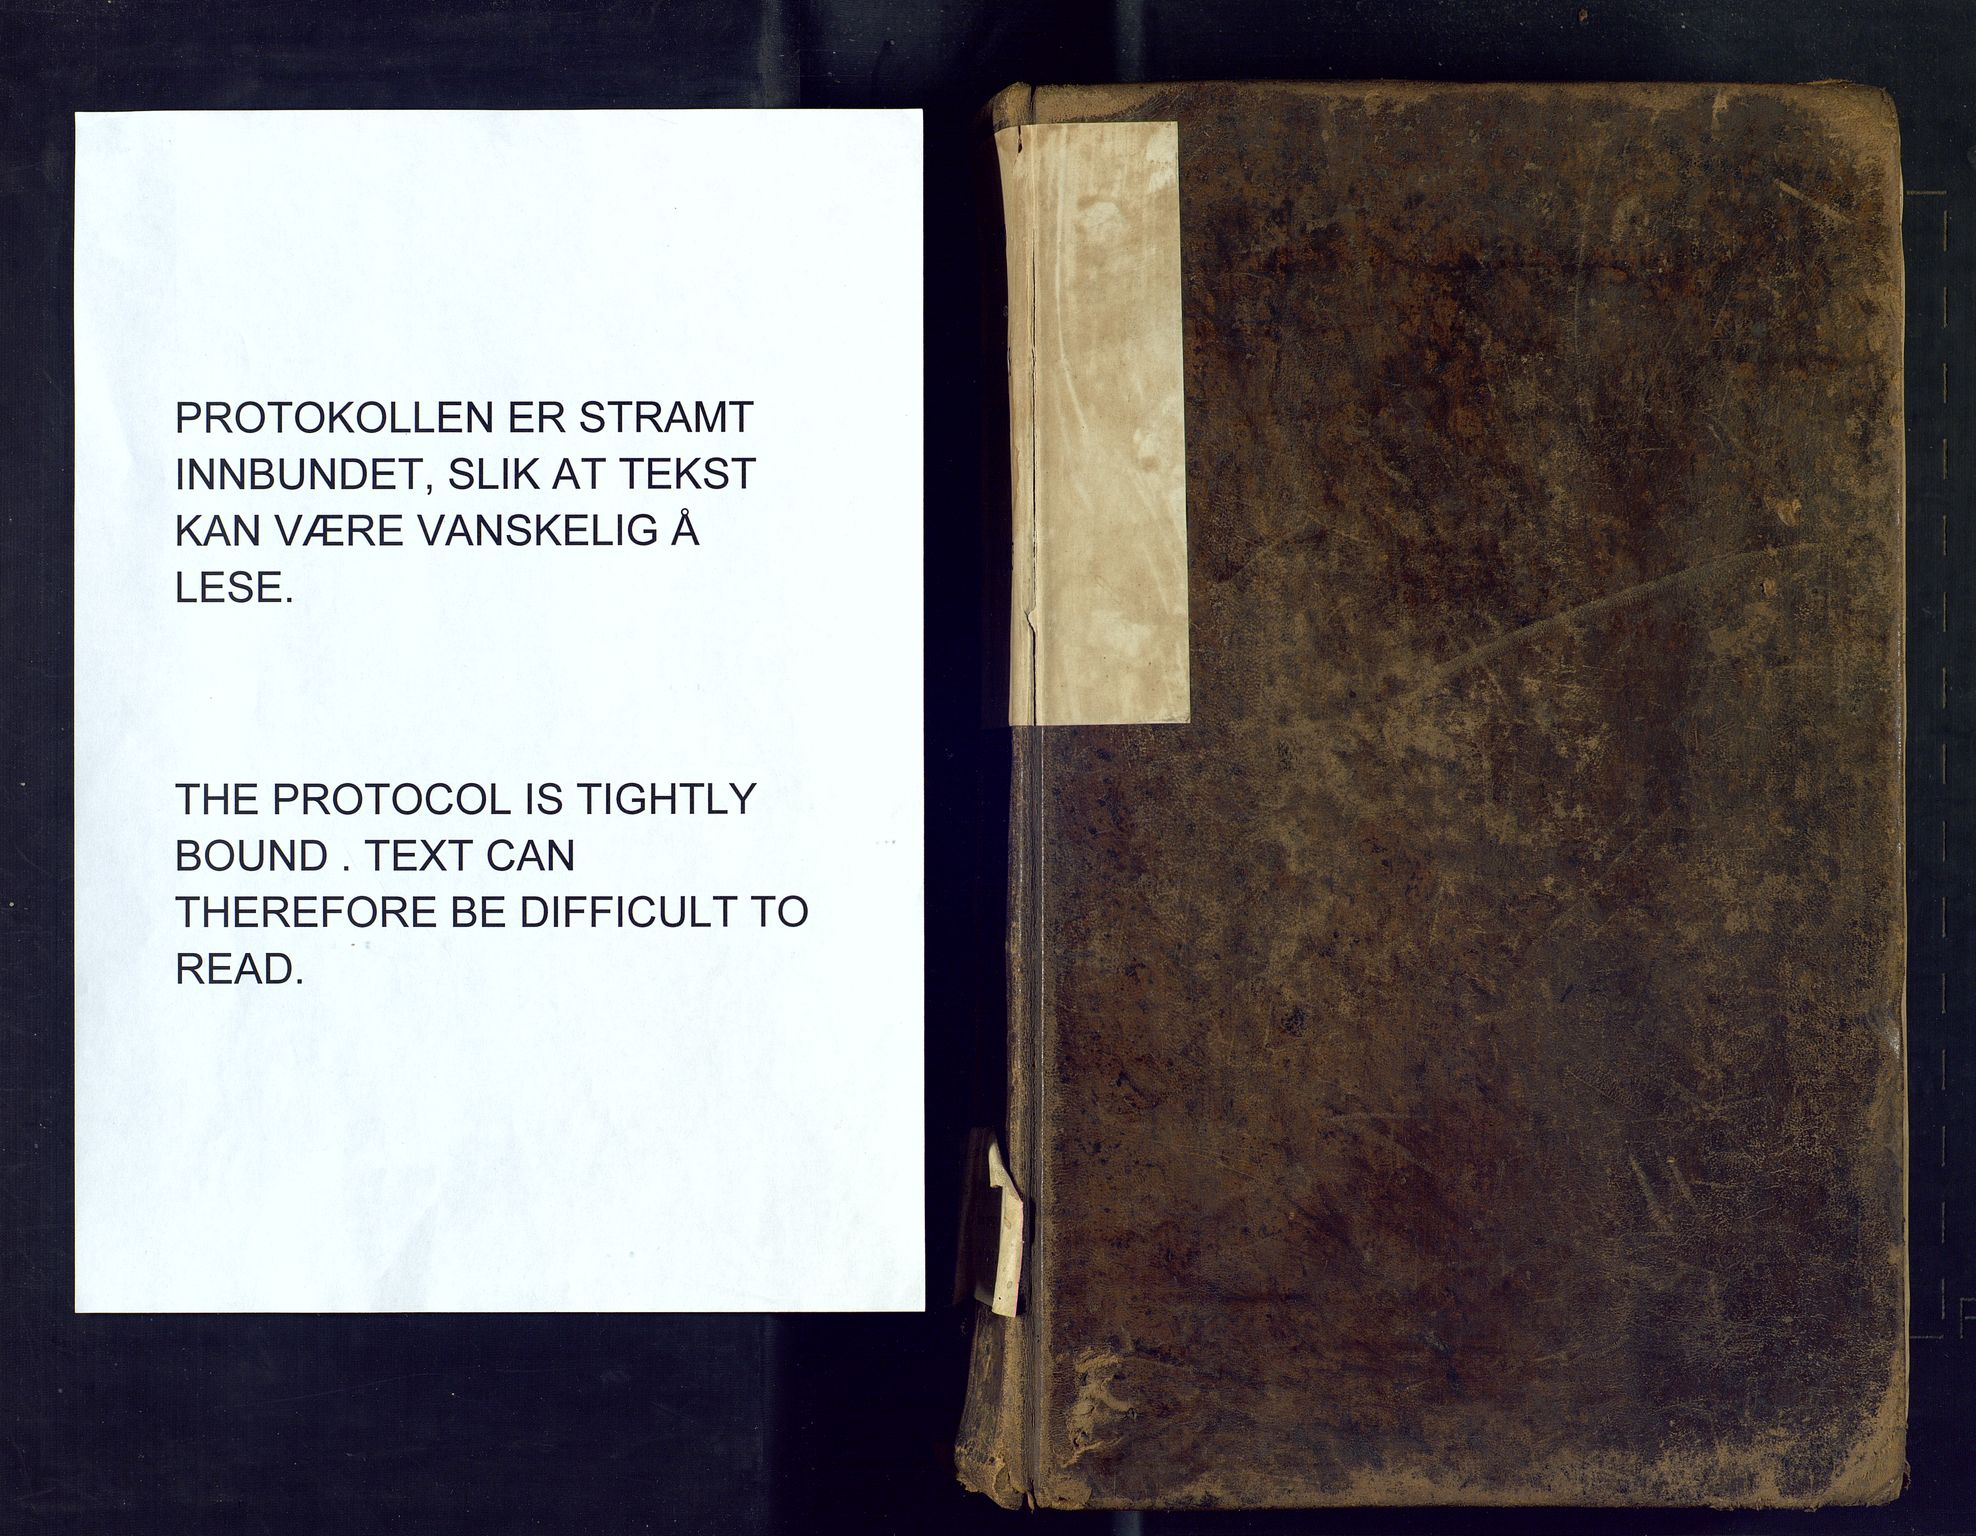 PROTOKOLLEN ER STRAMT
INNBUNDET, SLIK AT TEKST
KAN VÆRE VANSKELIG Å
LESE.
THE PROTOCOL IS TIGHTLY
BOUND . TEXT CAN
THEREFORE BE DIFFICULT TO
READ.